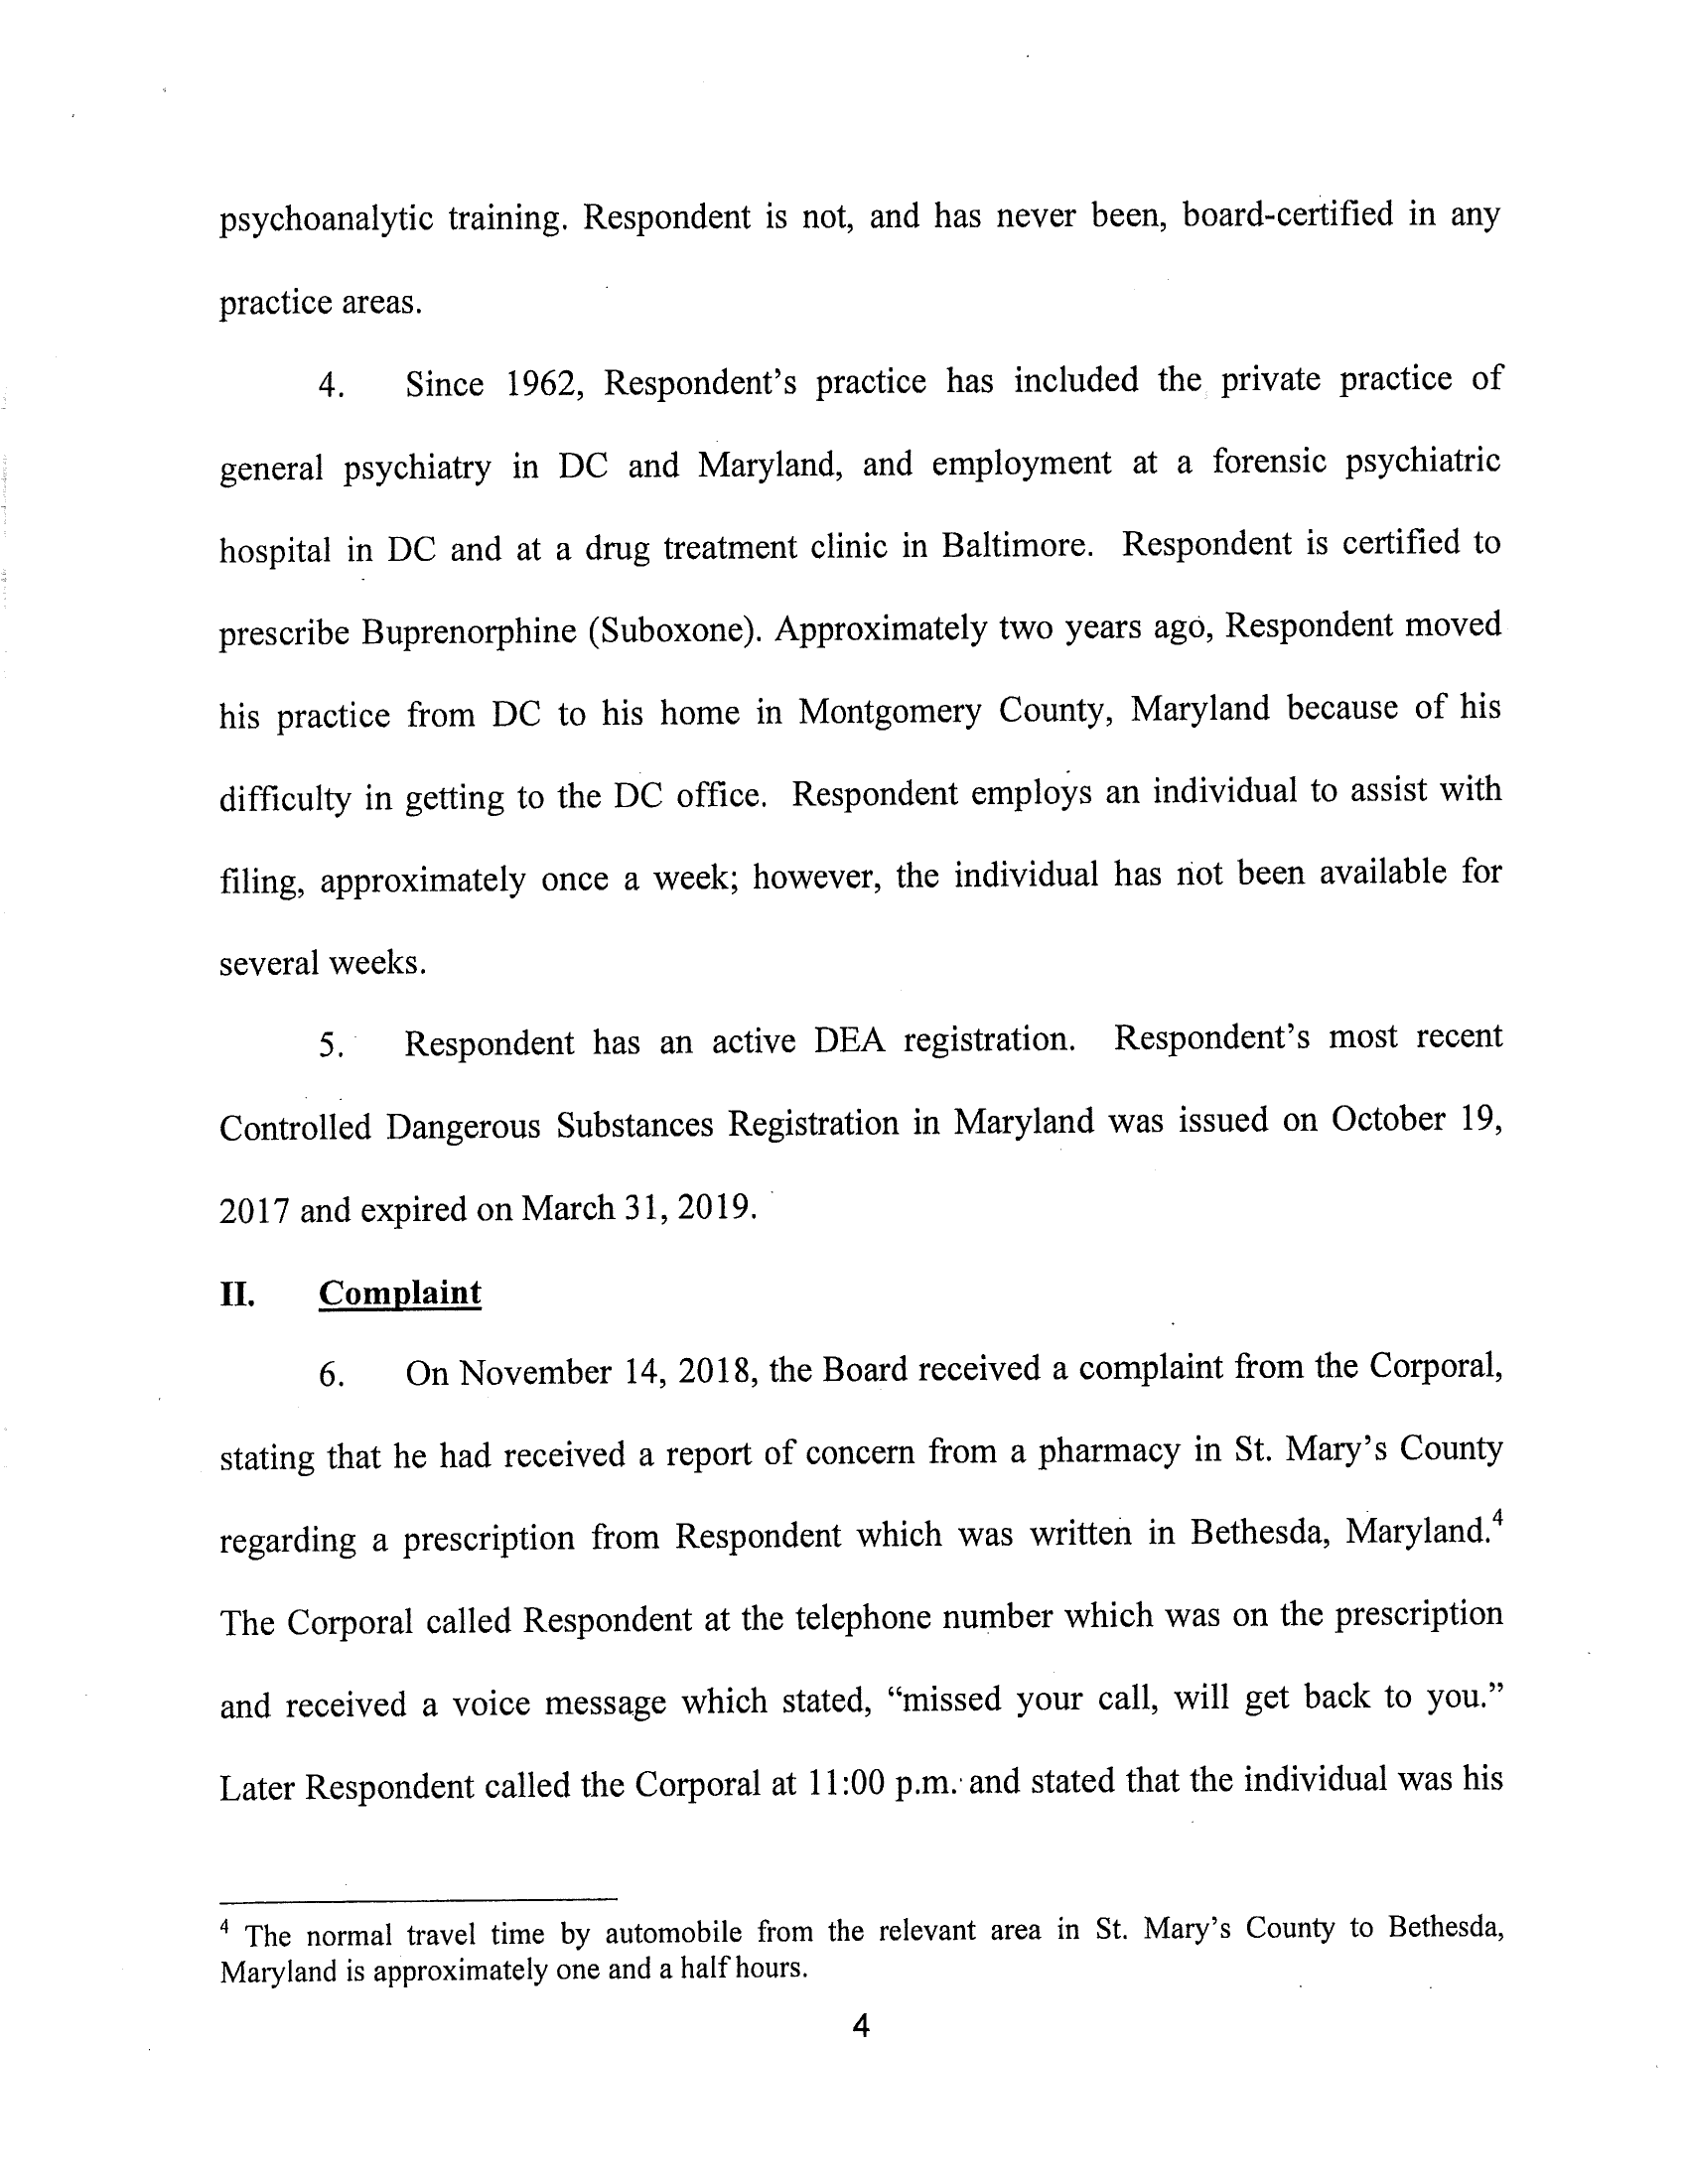 psychoanalytic training. Respondent is not, and has never been, board-certified in any
practice areas.
4. Since 1962, Respondent's practice has included the private practice of
general psychiatry in DC and Maryland, and employment at a forensic psychiatric
hospital in DC and at a drug treatment clinic in Baltimore. Respondent is certified to
prescribe Buprenorphine (Suboxone). Approximately two years ago, Respondent moved
his practice from DC to his home in Montgomery County, Maryland because of his
difficulty in getting to the DC office. Respondent employs an individual to assist with
filing, approximately once a week; however, the individual has not been available for
several weeks.
5. Respondent has an active DEA registration. Respondent's most recent
Controlled Dangerous Substances Registration in Maryland was issued on October 19,
2017 and expired on March 31, 2019.
II. Complaint
6. On November 14, 2018, the Board received a complaint from the Corporal,
stating that he had received a report of concern from a pharmacy in St. Mary's County
regarding a prescription from Respondent which was written in Bethesda, Maryland.⁴
The Corporal called Respondent at the telephone number which was on the prescription
and received a voice message which stated, “missed your call, will get back to you.”
Later Respondent called the Corporal at 11:00 p.m. and stated that the individual was his
⁴ The normal travel time by automobile from the relevant area in St. Mary's County to Bethesda,
Maryland is approximately one and a half hours.
4